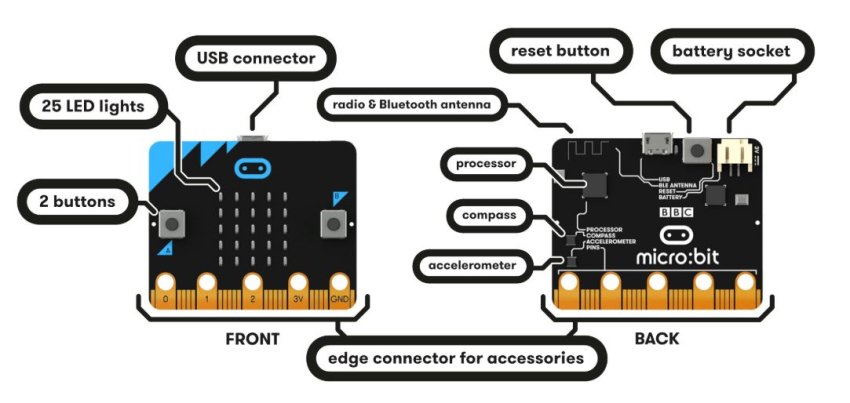 USB connector
reset button
battery socket
25 LED lights
radio & Bluetooth antenna
processor
2 buttons
compass
accelerometer
B
A
0 1 2 3V GND
3V
USB
BLE ANTENNA
RESET
BATTERY
BBC
PROCESSOR
COMPASS
ACCELEROMETER
PINS
micro:bit
FRONT
BACK
edge connector for accessories